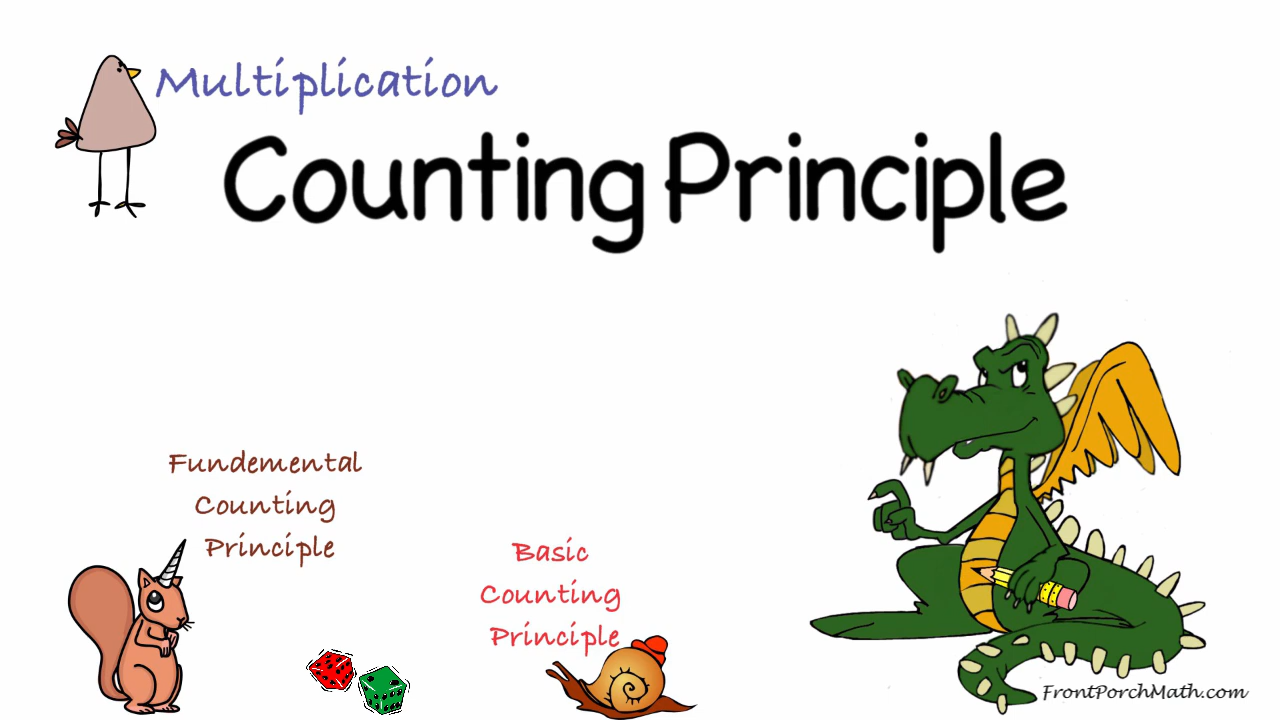 Multiplication
Counting Principle
Fundemental
Counting
Principle
Basic
Counting
Principle
FrontPorchMath.com